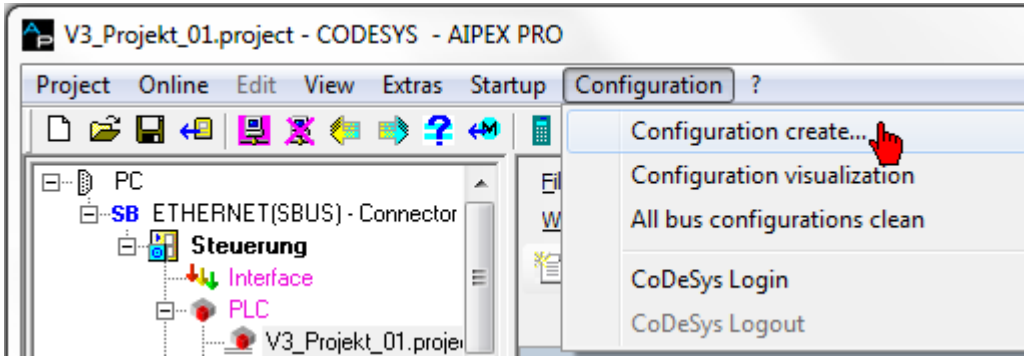 V3_Projekt_01.project - CODESYS - AIPEX PRO
Project Online Edit View Extras Startup Configuration ?
Configuration create...
Configuration visualization
All bus configurations clean
CoDeSys Login
CoDeSys Logout
PC
SB ETHERNET(SBUS) - Connector
Steuerung
Interface
PLC
V3_Projekt_01.proje